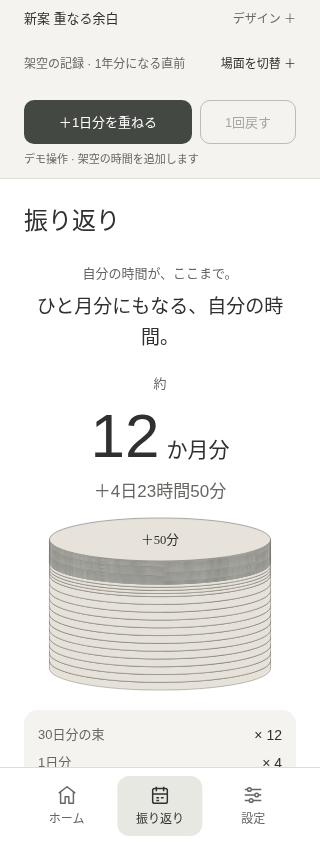 新案 重なる余白
デザイン ＋
架空の記録 · 1年分になる直前
場面を切替 ＋
＋1日分を重ねる
1回戻す
デモ操作 · 架空の時間を追加します
振り返り
自分の時間が、ここまで。
ひと月分にもなる、自分の時
間。
約
12 か月分
＋4日23時間50分
＋50分
30日分の束
× 12
1日分
× 4
ホーム
振り返り
設定